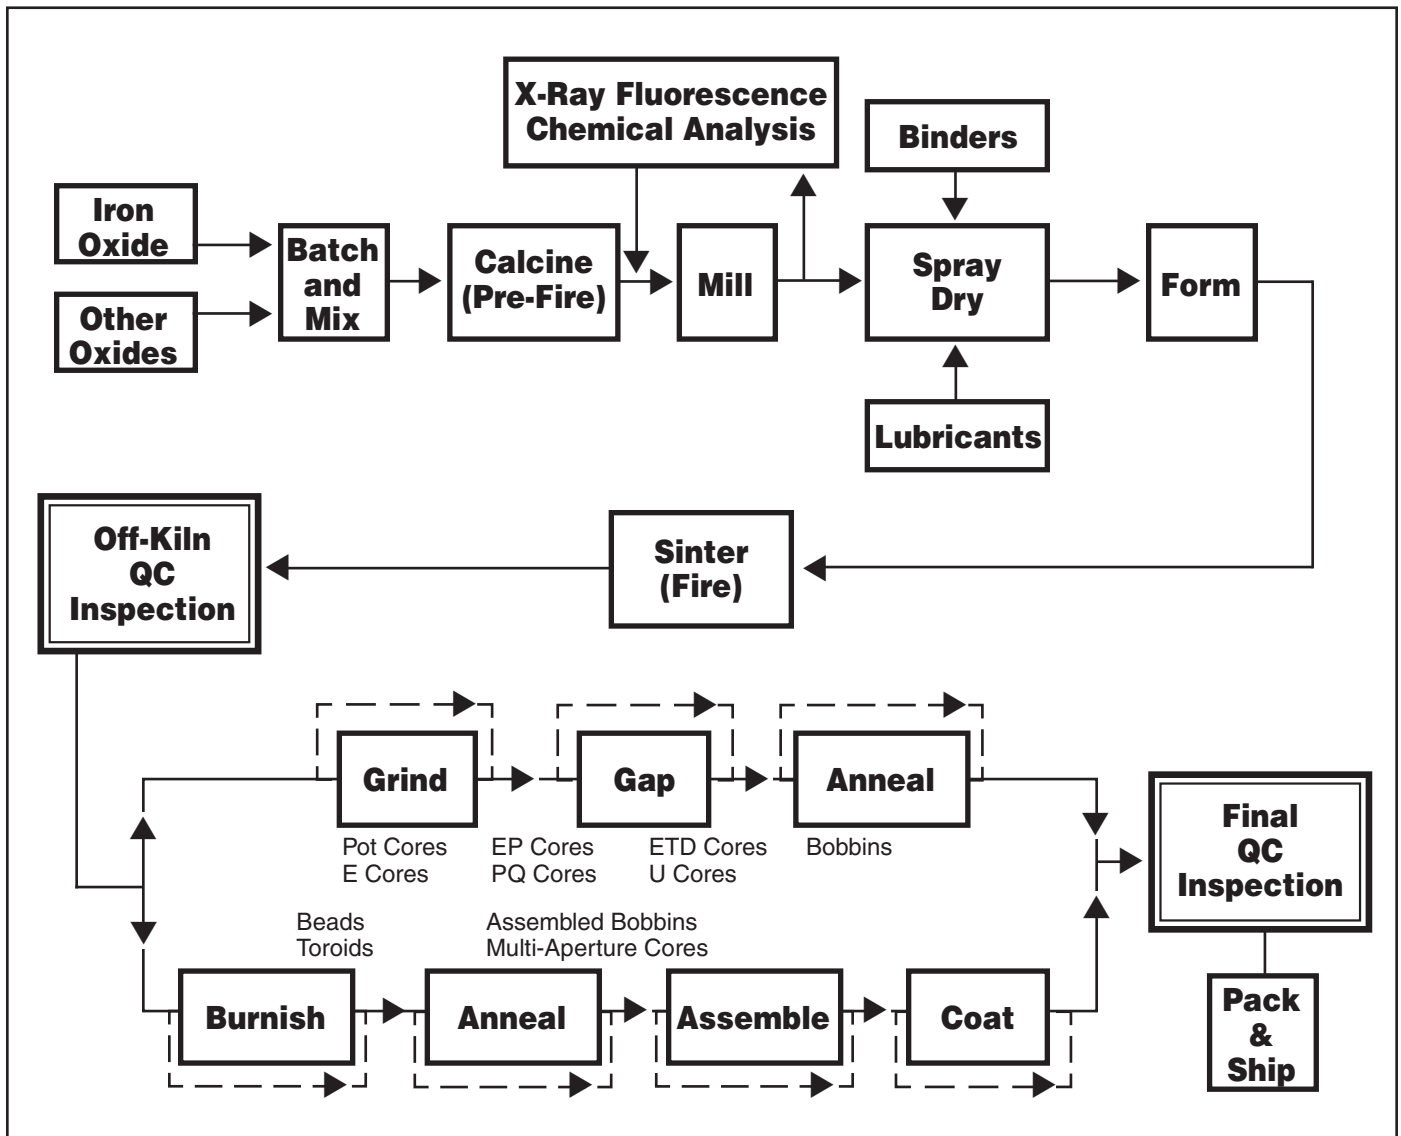 X-Ray Fluorescence
Chemical Analysis
Binders
Iron
Oxide
Other
Oxides
Batch
and
Mix
Calcine
(Pre-Fire)
Mill
Spray
Dry
Form
Lubricants
Off-Kiln
QC
Inspection
Sinter
(Fire)
Grind
Gap
Anneal
Pot Cores
E Cores
EP Cores
PQ Cores
ETD Cores
U Cores
Bobbins
Beads
Toroids
Assembled Bobbins
Multi-Aperture Cores
Burnish
Anneal
Assemble
Coat
Final
QC
Inspection
Pack
&
Ship